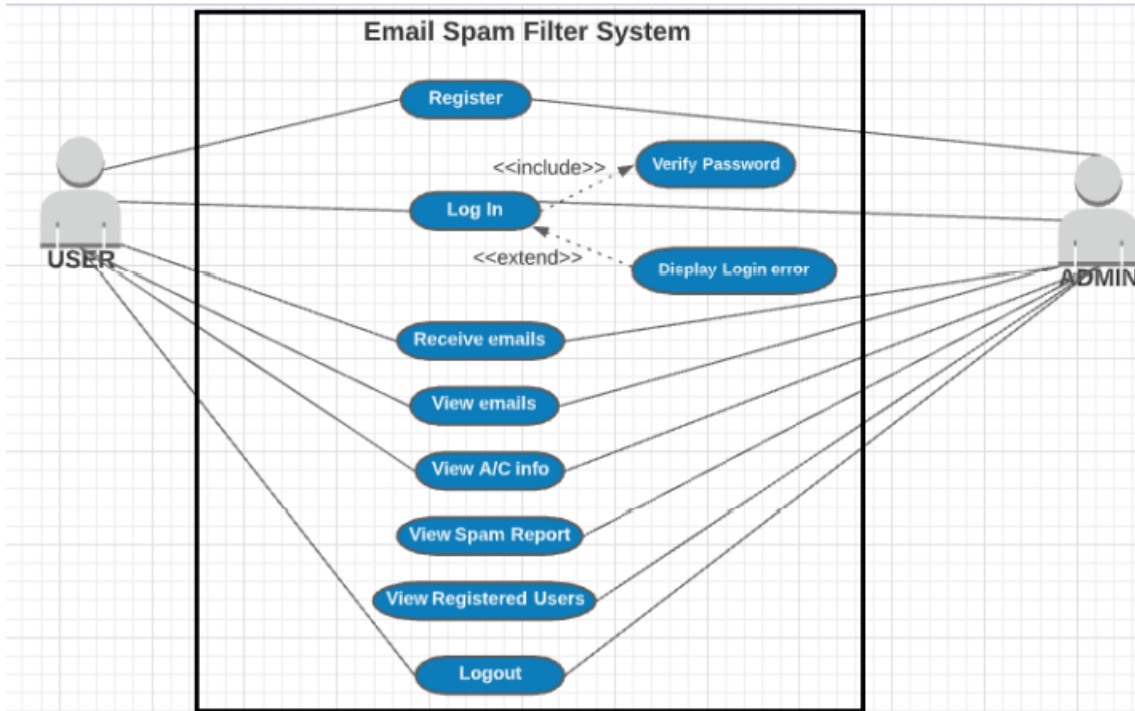 Email Spam Filter System
Register
<<include>>
Verify Password
Log In
<<extend>>
Display Login error
USER
ADMIN
Receive emails
View emails
View A/C info
View Spam Report
View Registered Users
Logout